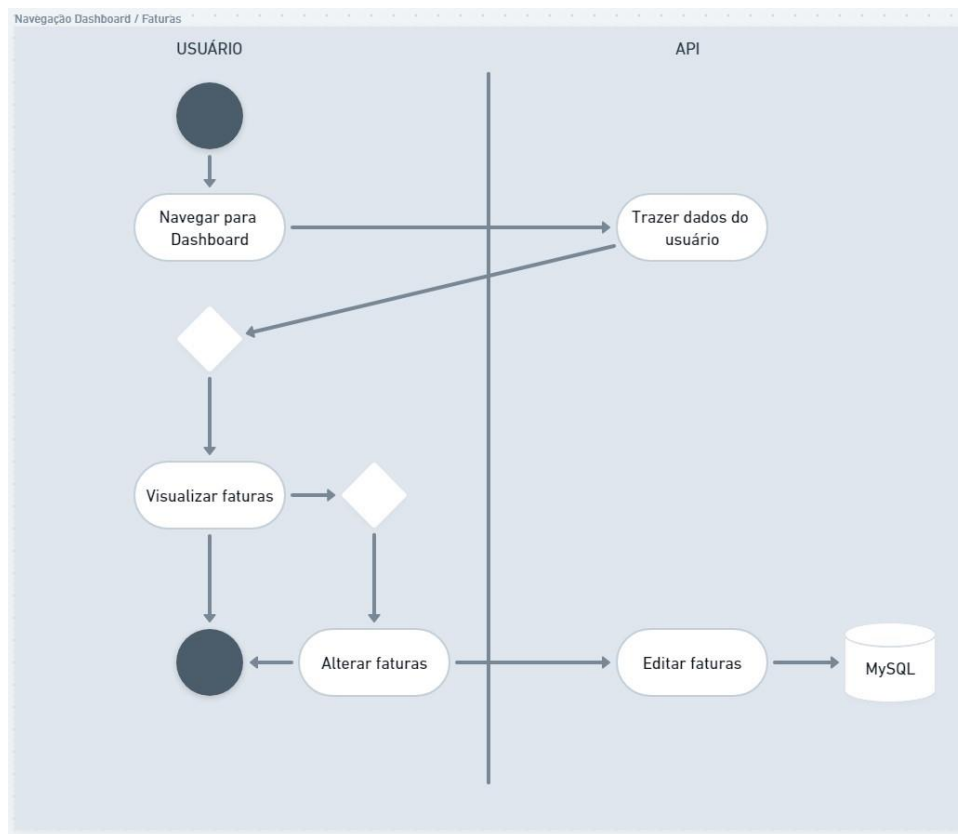 Navegação Dashboard / Faturas
USUÁRIO
API
Navegar para
Dashboard
Trazer dados do
usuário
Visualizar faturas
Alterar faturas
Editar faturas
MySQL